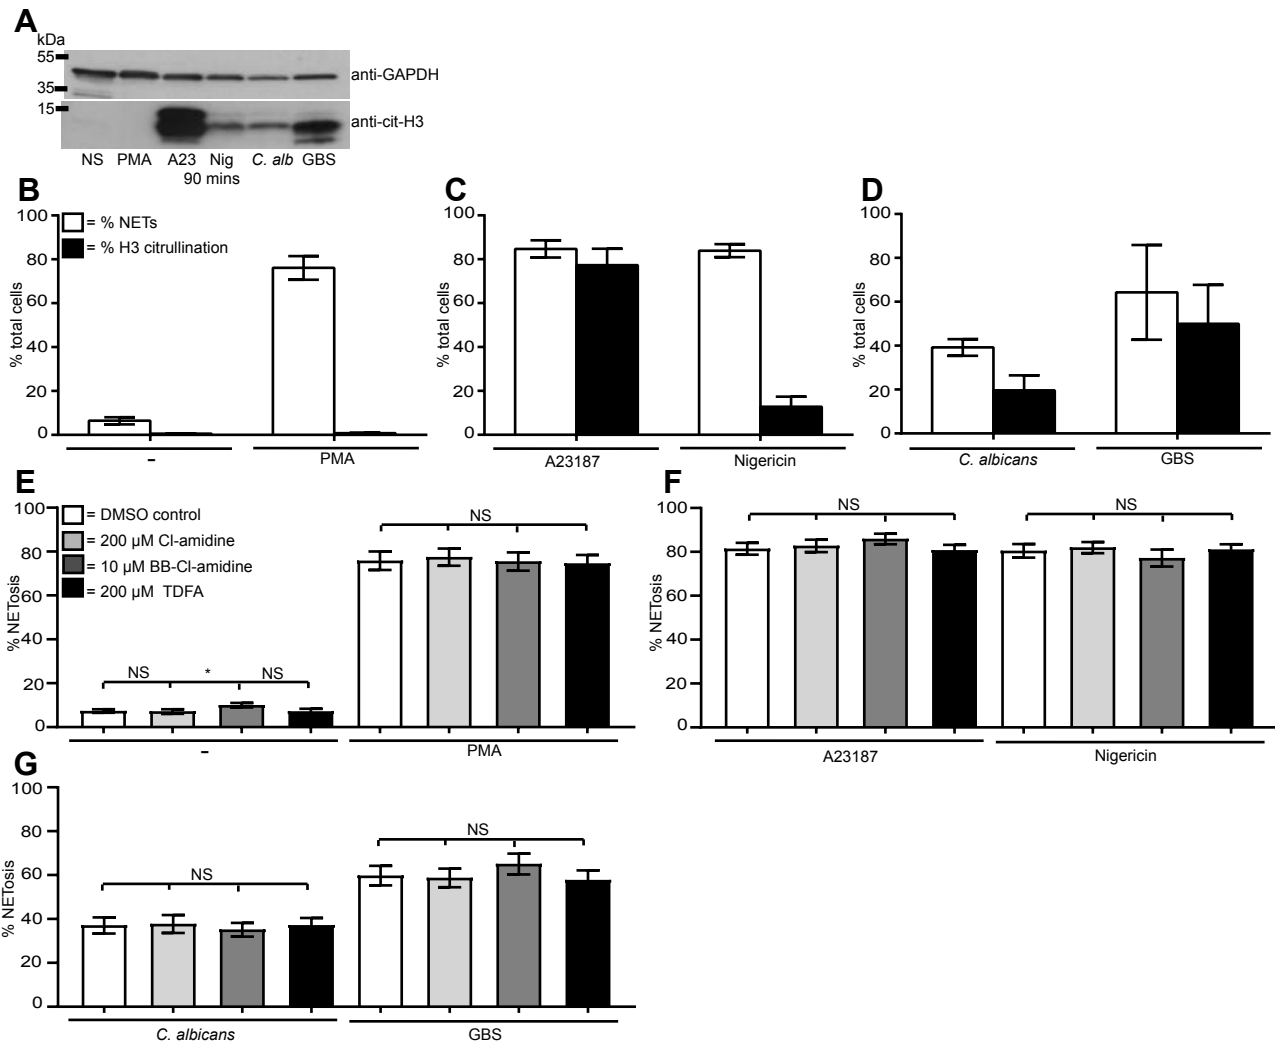 A
kDa
55
35
15
anti-GAPDH
anti-cit-H3
NS PMA A23 Nig C. alb GBS
90 mins
B
100
80
60
40
20
0
% total cells
= % NETs
= % H3 citrullination
– PMA
C
100
80
60
40
20
0
% total cells
A23187 Nigericin
D
100
80
60
40
20
0
% total cells
C. albicans GBS
E
100
80
60
40
20
0
% NETosis
= DMSO control
= 200 µM Cl-amidine
= 10 µM BB-Cl-amidine
= 200 µM TDFA
NS * NS
NS
– PMA
F
100
80
60
40
20
0
% NETosis
NS NS
A23187 Nigericin
G
100
80
60
40
20
0
% NETosis
NS
NS
C. albicans GBS